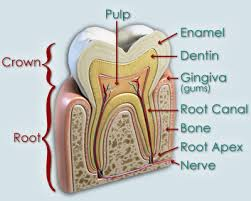 Pulp
Enamel
Dentin
Crown
Gingiva
(gums)
Root Canal
Root
Bone
Root Apex
Nerve